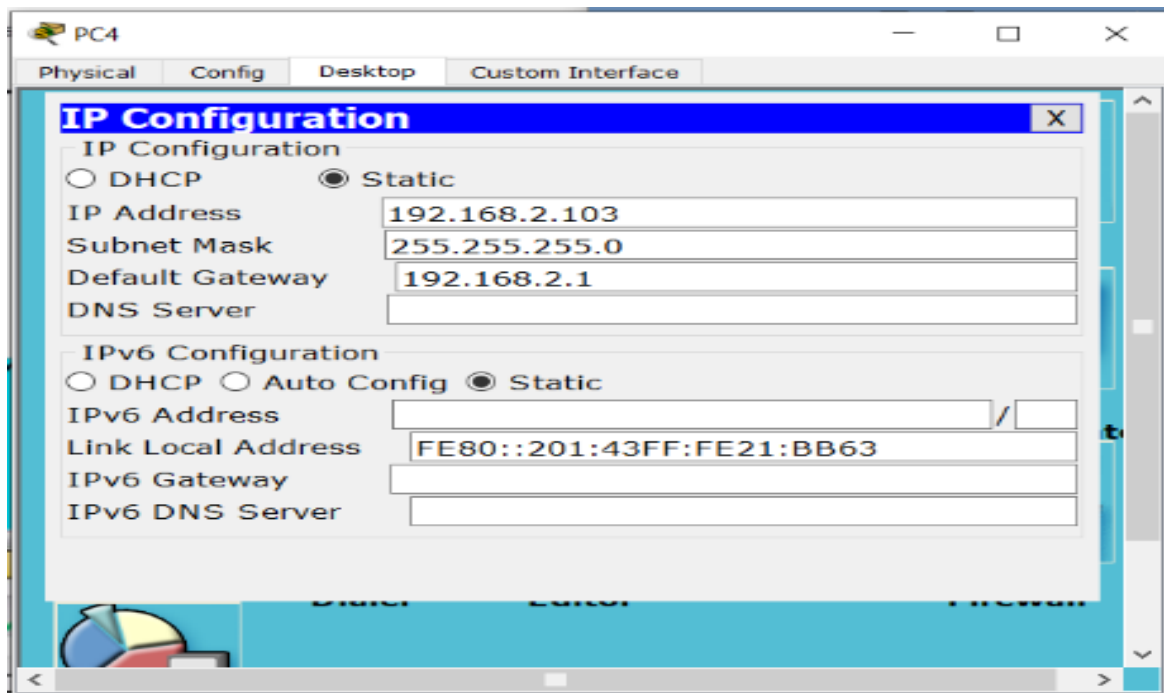 PC4
Physical Config Desktop Custom Interface
IP Configuration X
IP Configuration
DHCP Static
IP Address 192.168.2.103
Subnet Mask 255.255.255.0
Default Gateway 192.168.2.1
DNS Server
IPv6 Configuration
DHCP Auto Config Static
IPv6 Address /
Link Local Address FE80::201:43FF:FE21:BB63
IPv6 Gateway
IPv6 DNS Server